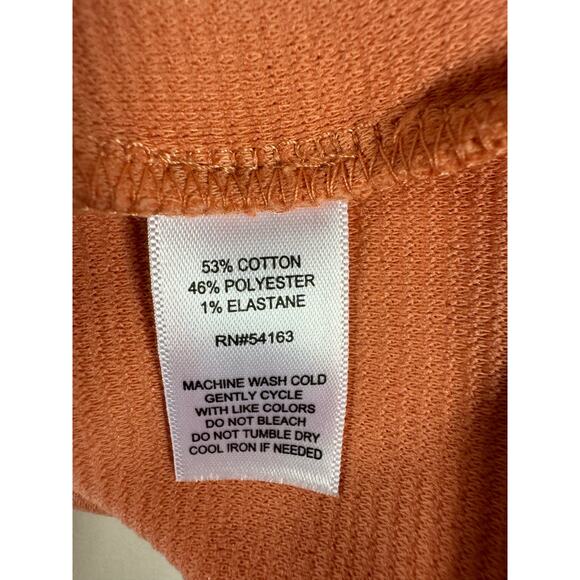 53% COTTON
46% POLYESTER
1% ELASTANE
RN#54163
MACHINE WASH COLD
GENTLY CYCLE
WITH LIKE COLORS
DO NOT BLEACH
DO NOT TUMBLE DRY
COOL IRON IF NEEDED